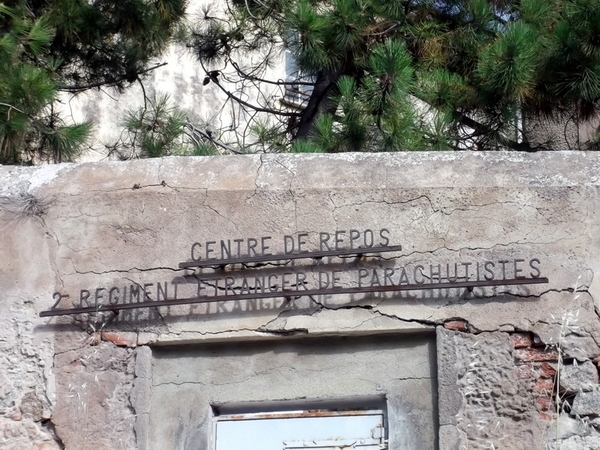 CENTRE DE REPOS
2E REGIMENT ETRANGER DE PARACHUTISTES